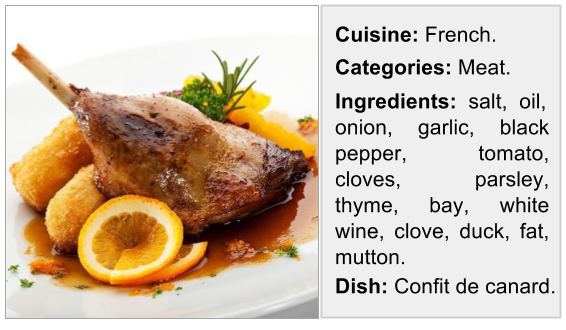 Cuisine: French.
Categories: Meat.
Ingredients: salt, oil,
onion, garlic, black
pepper, tomato,
cloves, parsley,
thyme, bay, white
wine, clove, duck, fat,
mutton.
Dish: Confit de canard.